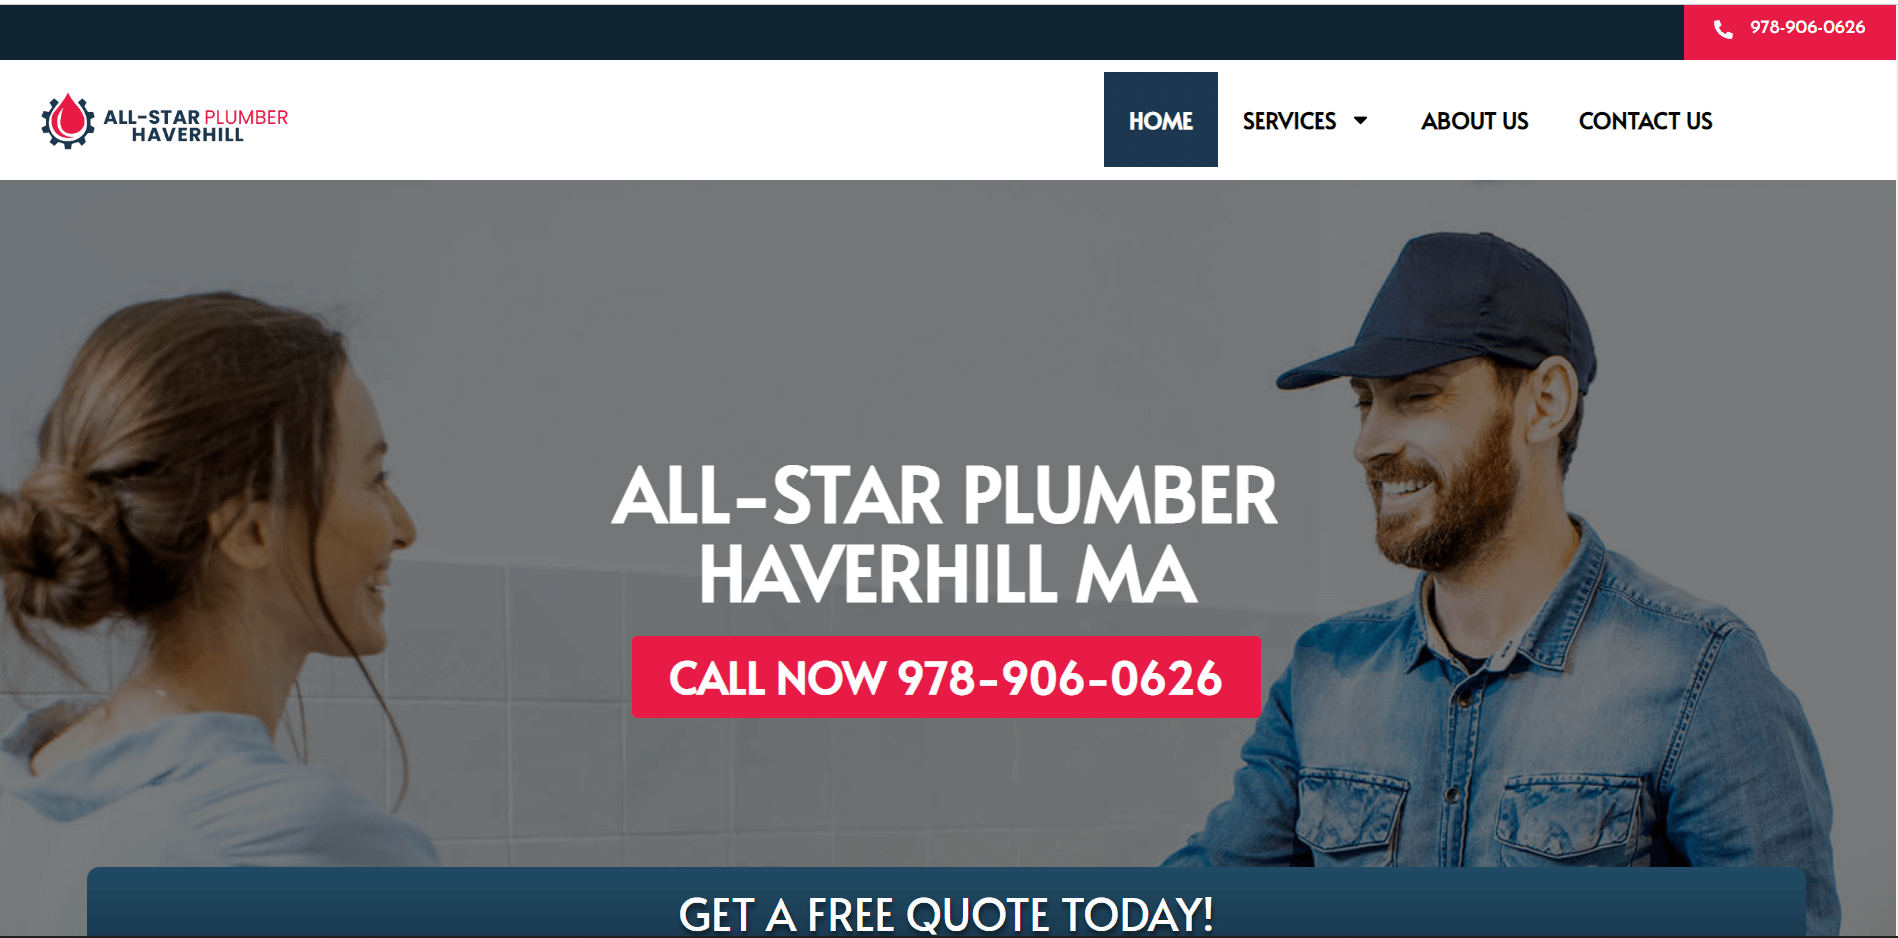 978-906-0626
ALL-STAR PLUMBER
HAVERHILL
HOME SERVICES ABOUT US CONTACT US
ALL-STAR PLUMBER
HAVERHILL MA
CALL NOW 978-906-0626
GET A FREE QUOTE TODAY!